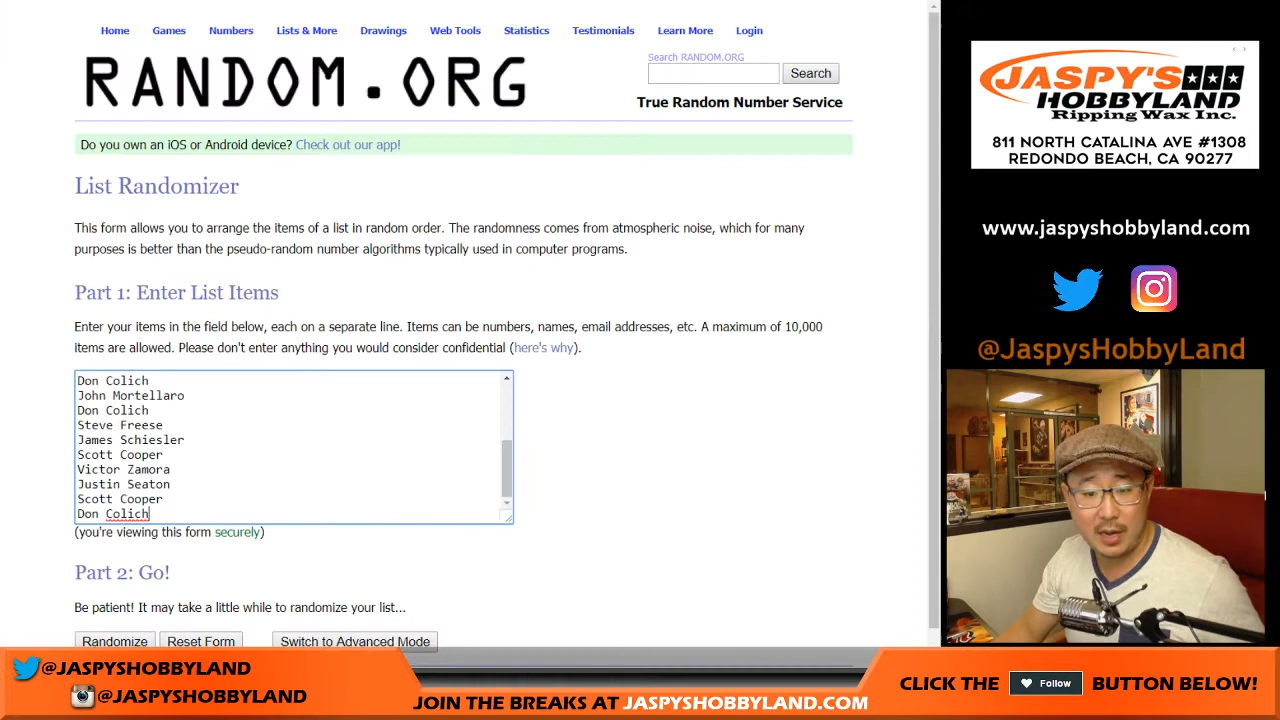 Home Games Numbers Lists & More Drawings Web Tools Statistics Testimonials Learn More Login
RANDOM.ORG
Search RANDOM.ORG
Search
True Random Number Service
Do you own an iOS or Android device? Check out our app!
List Randomizer
This form allows you to arrange the items of a list in random order. The randomness comes from atmospheric noise, which for many
purposes is better than the pseudo-random number algorithms typically used in computer programs.
Part 1: Enter List Items
Enter your items in the field below, each on a separate line. Items can be numbers, names, email addresses, etc. A maximum of 10,000
items are allowed. Please don't enter anything you would consider confidential (here's why).
Don Colich
John Mortellaro
Don Colich
Steve Freese
James Schiesler
Scott Cooper
Victor Zamora
Justin Seaton
Scott Cooper
Don Colich
(you're viewing this form securely)
Part 2: Go!
Be patient! It may take a little while to randomize your list...
Randomize Reset Form Switch to Advanced Mode
JASPY'S
HOBBYLAND
Ripping Wax Inc.
811 NORTH CATALINA AVE #1308
REDONDO BEACH, CA 90277
www.jaspyshobbyland.com
@JaspysHobbyLand
@JASPYSHOBBYLAND
@JASPYSHOBBYLAND
JOIN THE BREAKS AT JASPYSHOBBYLAND.COM
CLICK THE Follow BUTTON BELOW!